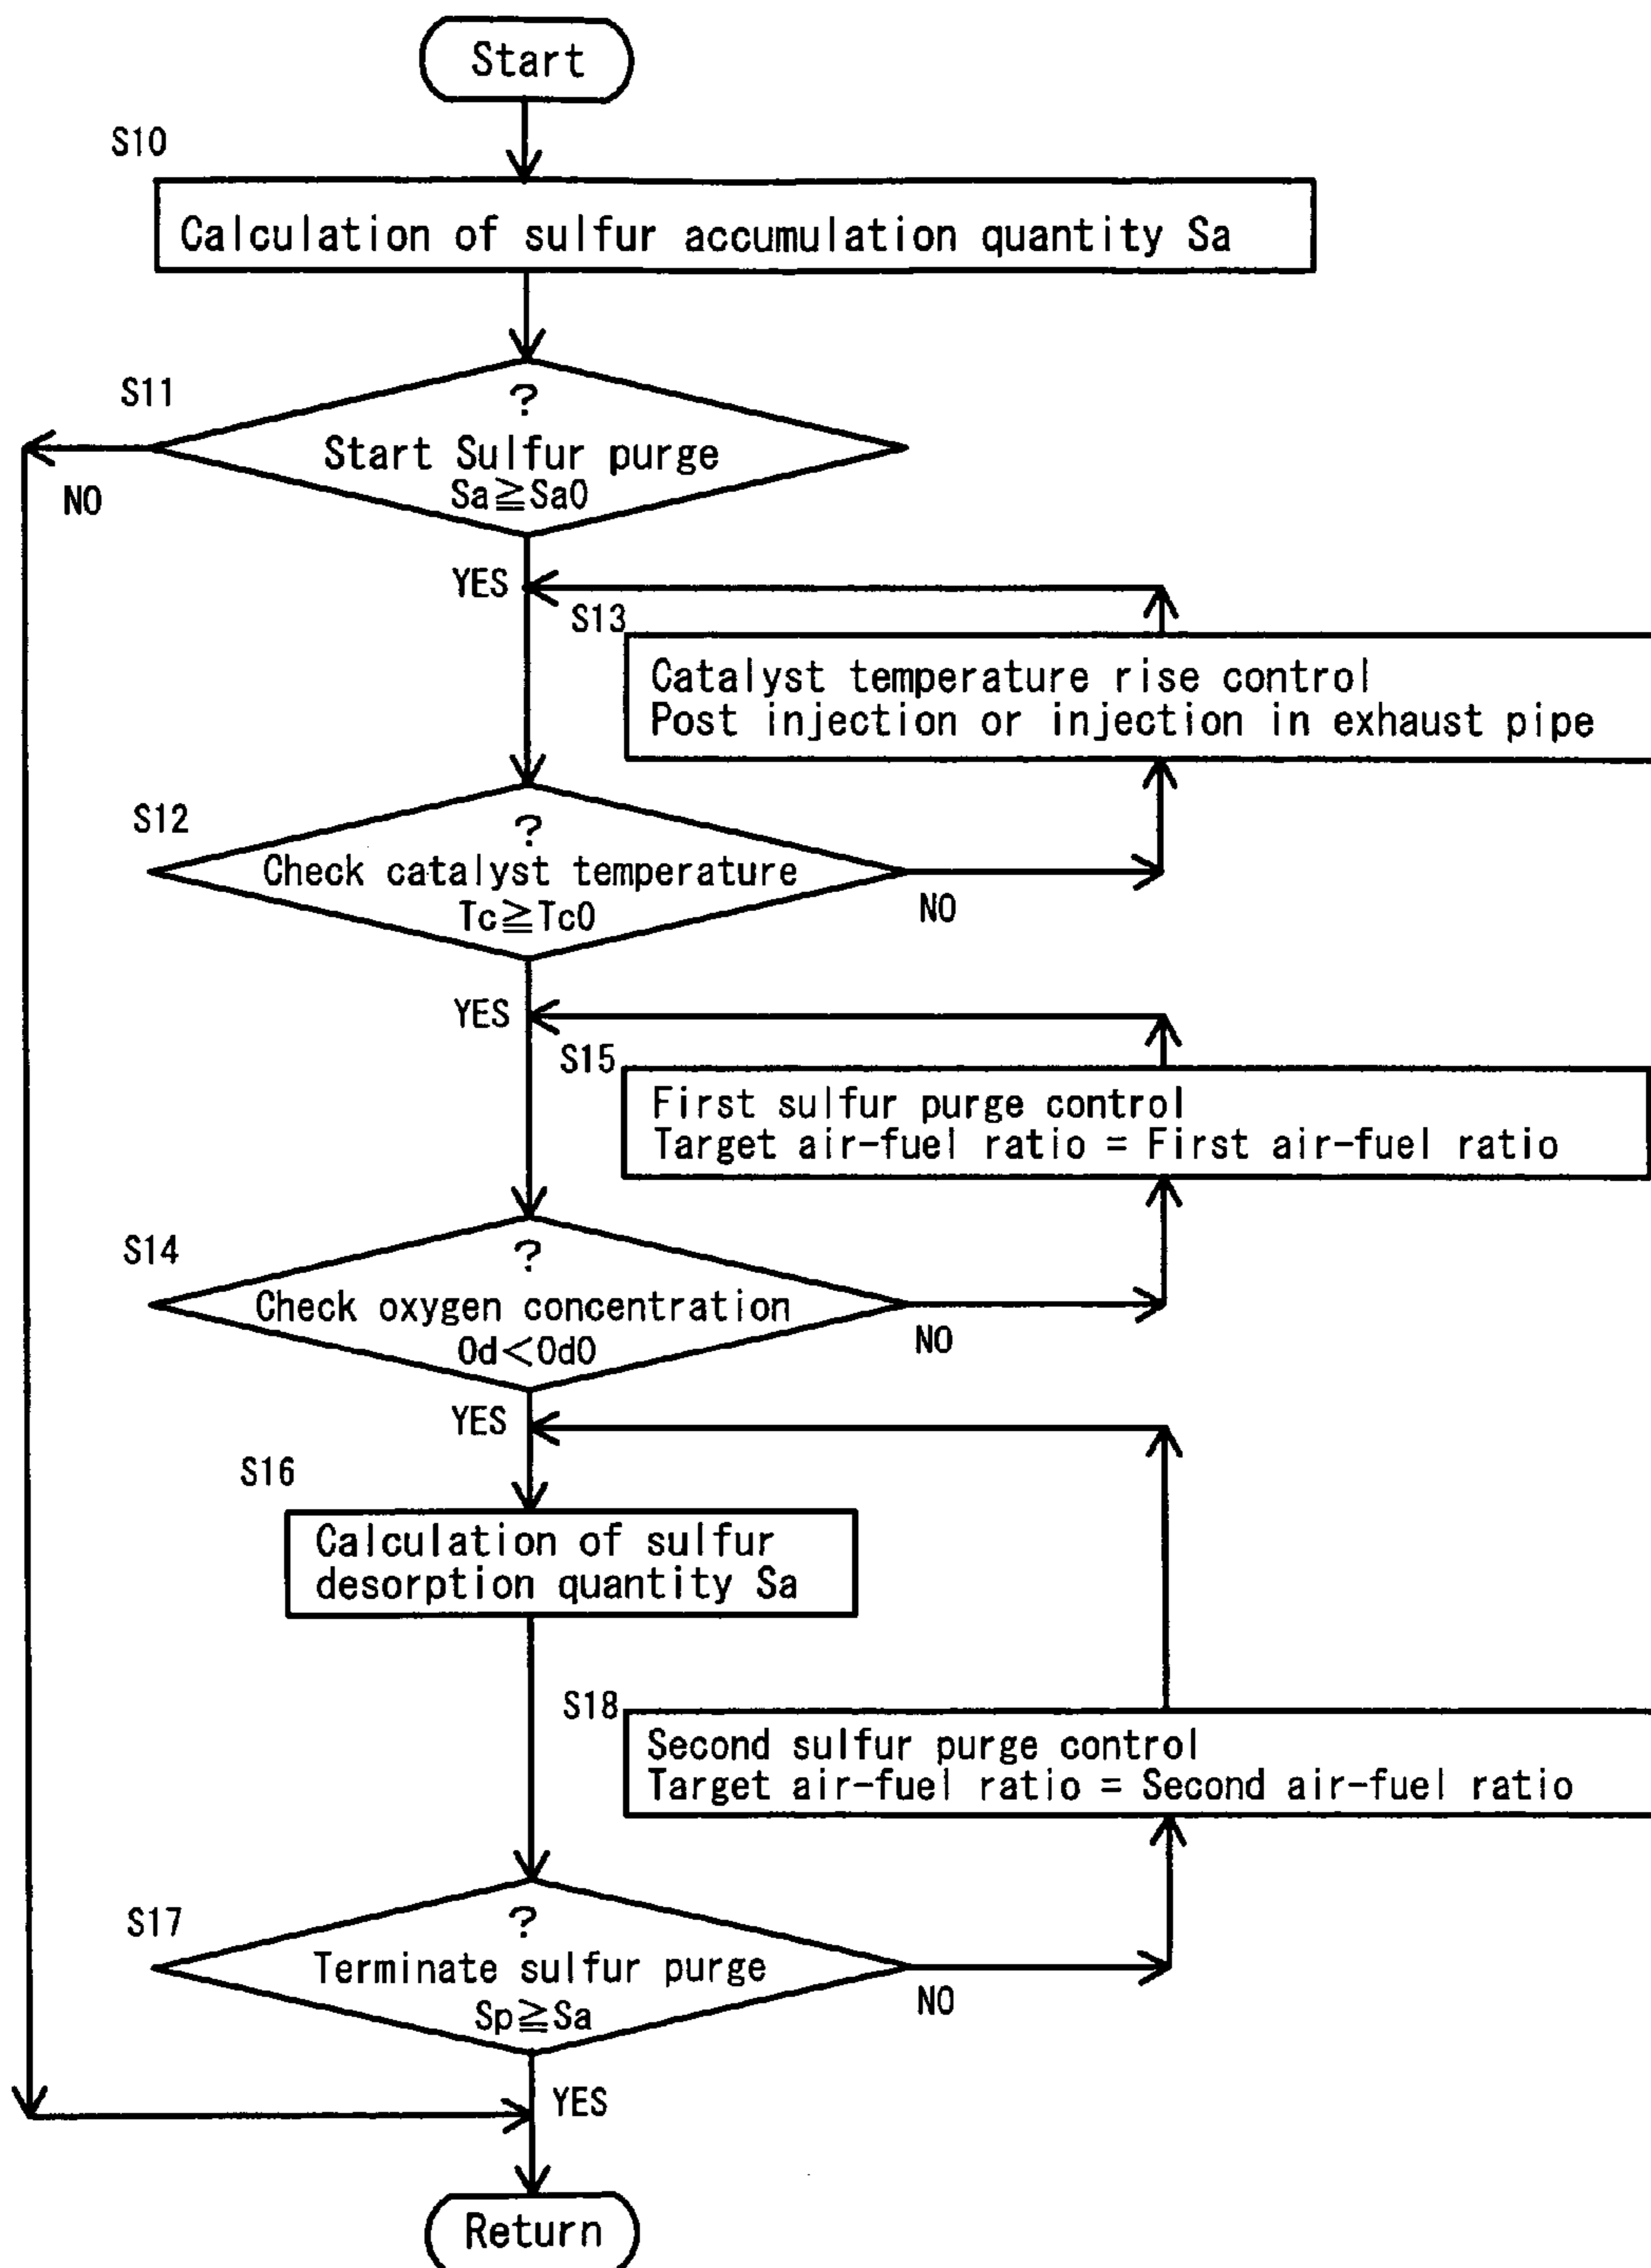 Start
S10
Calculation of sulfur accumulation quantity Sa
S11
?
Start Sulfur purge
Sa≧Sa0
NO
YES
S13
Catalyst temperature rise control
Post injection or injection in exhaust pipe
S12
?
Check catalyst temperature
Tc≧Tc0
NO
YES
S15
First sulfur purge control
Target air-fuel ratio = First air-fuel ratio
S14
?
Check oxygen concentration
Od<Od0
NO
YES
S16
Calculation of sulfur
desorption quantity Sa
S18
Second sulfur purge control
Target air-fuel ratio = Second air-fuel ratio
S17
?
Terminate sulfur purge
Sp≧Sa
NO
YES
Return